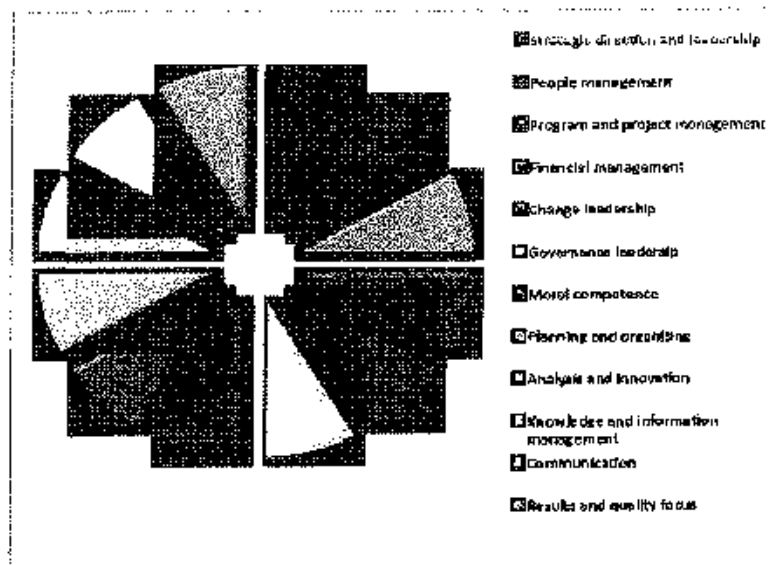 Strategic direction and leadership
People management
Program and project management
Financial management
Change leadership
Governance leadership
Moral competence
Planning and organising
Analysis and innovation
Knowledge and information
management
Communication
Results and quality focus